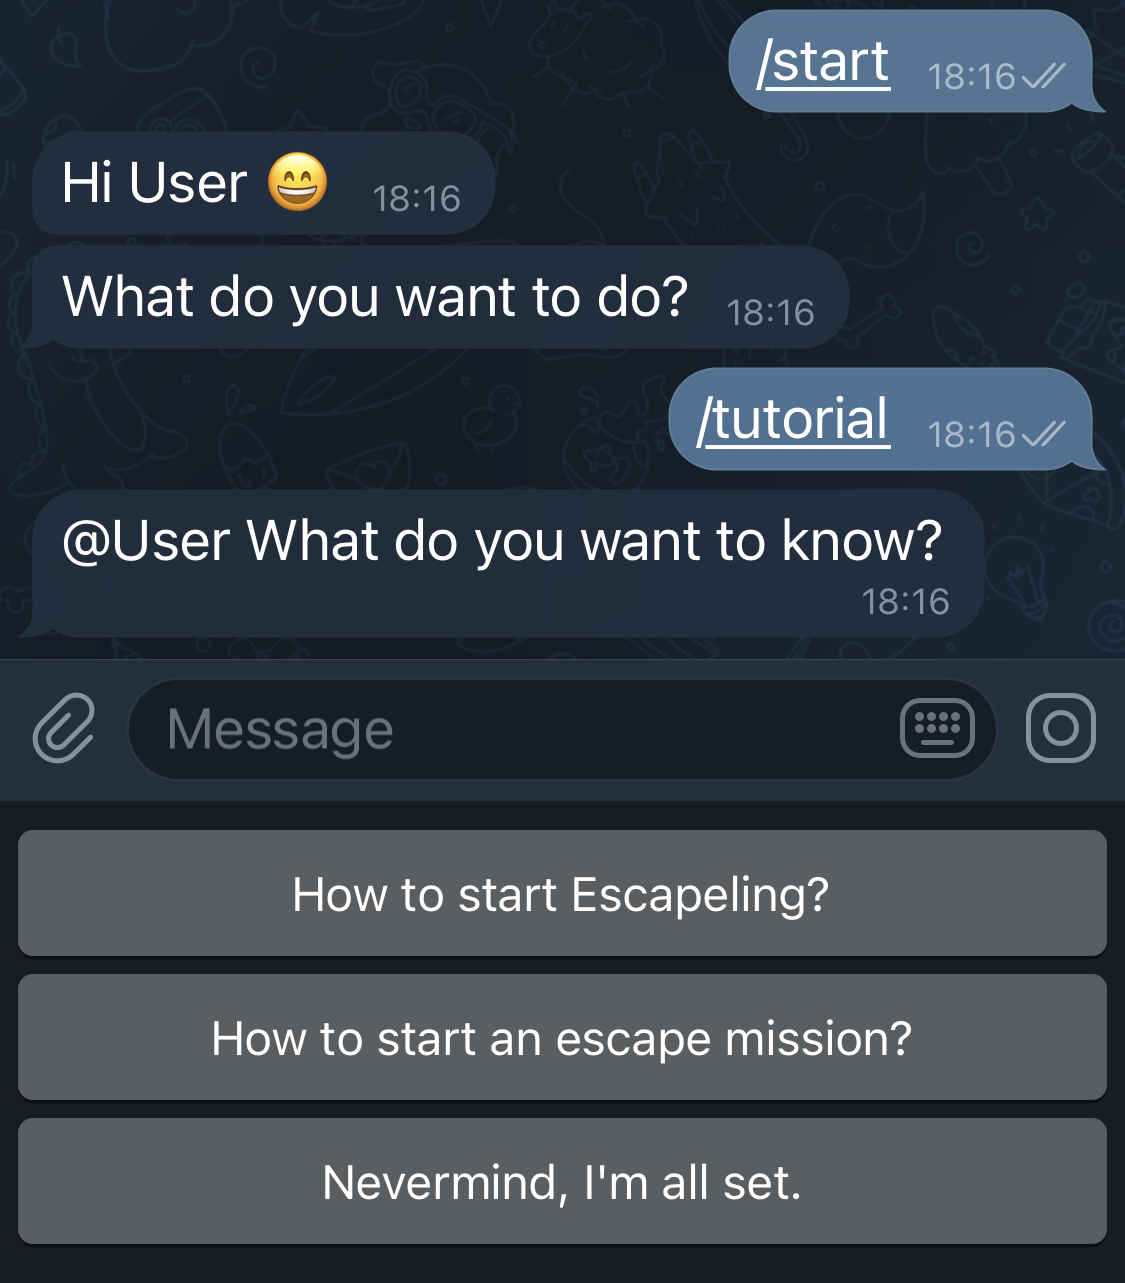 /start 18:16
Hi User 😄 18:16
What do you want to do? 18:16
/tutorial 18:16
@User What do you want to know?
18:16
Message
How to start Escapeling?
How to start an escape mission?
Nevermind, I'm all set.